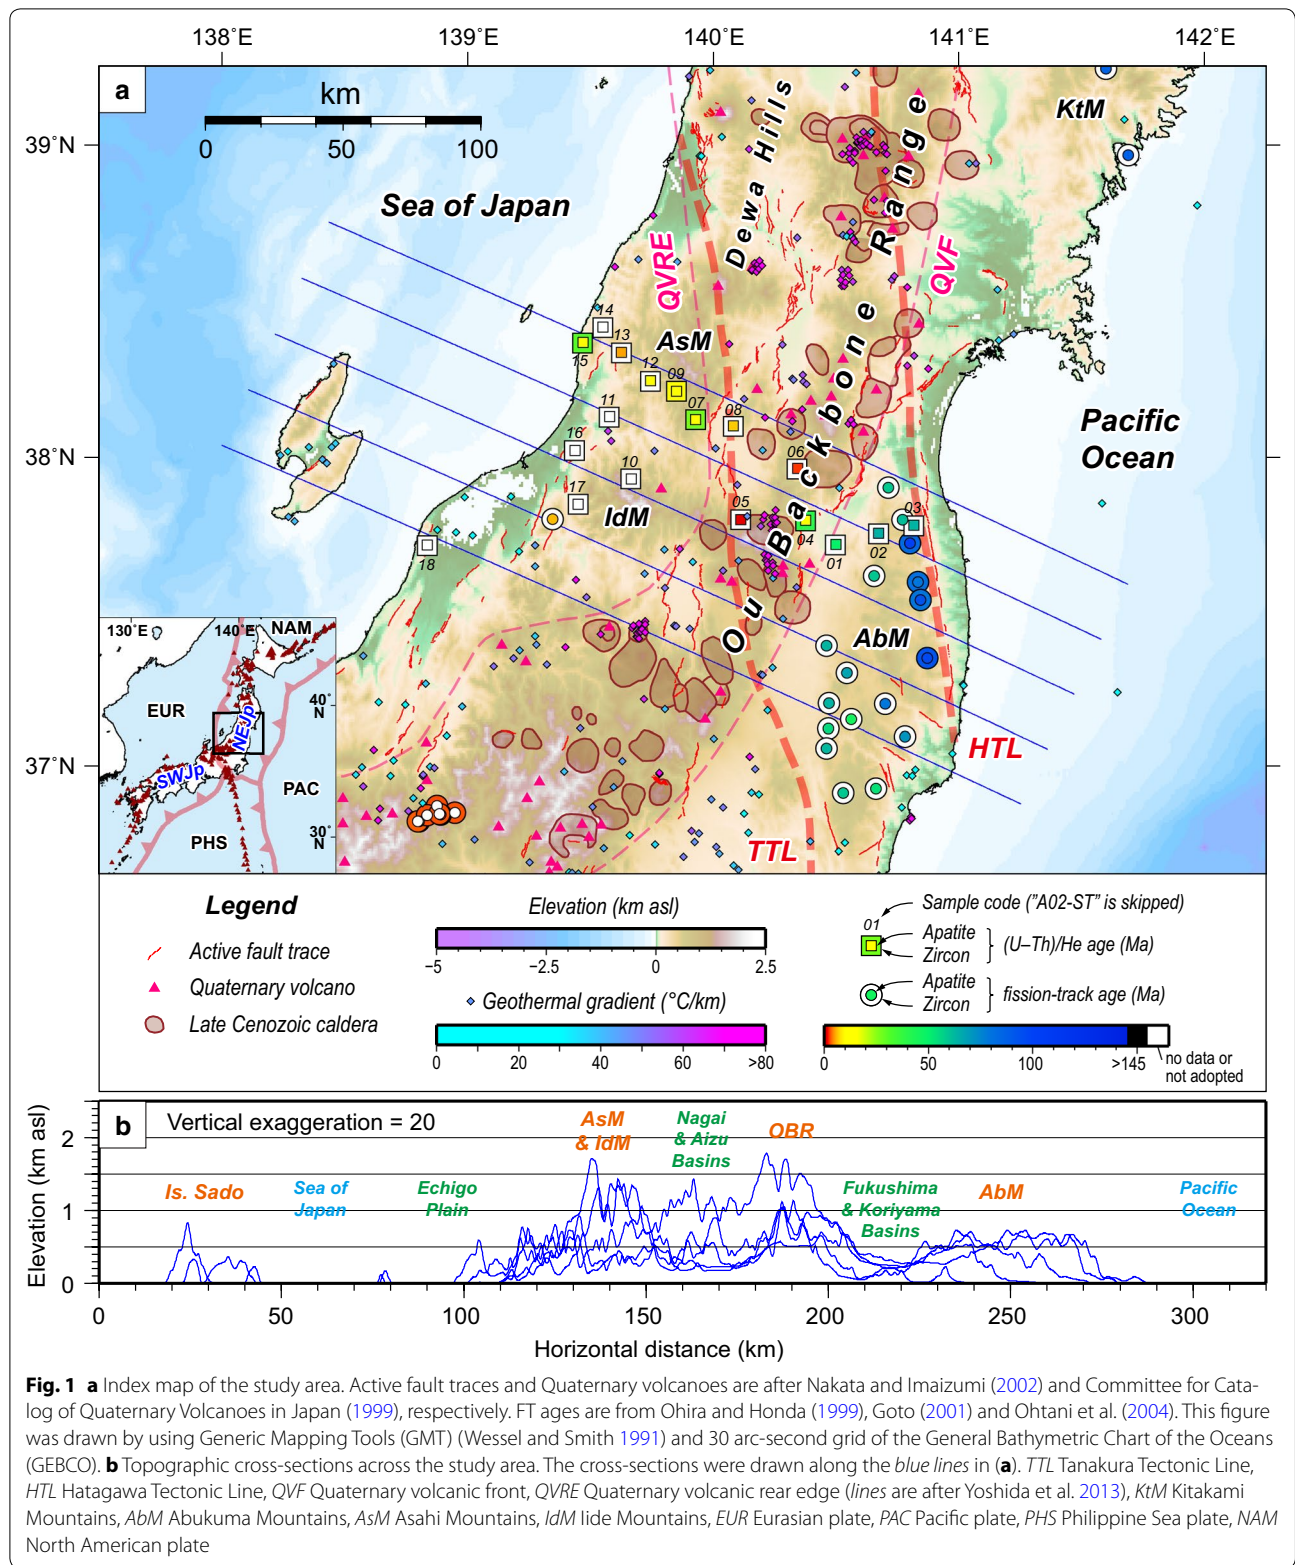 138˚E 139˚E 140˚E 141˚E 142˚E
a
km
0 50 100
39˚N
38˚N
37˚N
Sea of Japan
Dewa Hills
Ou Backbone Range
KtM
QVRE
QVF
AsM
Pacific
Ocean
IdM
AbM
HTL
TTL
14
13
15
12
09
11
07
08
16
06
10
17
05
04
03
02
01
18
130˚E 140˚E
NAM
EUR
40˚
N
NEJp
SWJp
PAC
PHS
30˚
N
Legend
Active fault trace
Quaternary volcano
Late Cenozoic caldera
Elevation (km asl)
−5 −2.5 0 2.5
Geothermal gradient (°C/km)
0 20 40 60 >80
Sample code ("A02-ST" is skipped)
01
Apatite
Zircon
(U–Th)/He age (Ma)
Apatite
Zircon
fission-track age (Ma)
0 50 100 >145
no data or
not adopted
b
Vertical exaggeration = 20
Elevation (km asl)
2
1
0
Is. Sado
Sea of
Japan
Echigo
Plain
AsM
& IdM
Nagai
& Aizu
Basins
OBR
Fukushima
& Koriyama
Basins
AbM
Pacific
Ocean
0 50 100 150 200 250 300
Horizontal distance (km)
Fig. 1 a Index map of the study area. Active fault traces and Quaternary volcanoes are after Nakata and Imaizumi (2002) and Committee for Cata-
log of Quaternary Volcanoes in Japan (1999), respectively. FT ages are from Ohira and Honda (1999), Goto (2001) and Ohtani et al. (2004). This figure
was drawn by using Generic Mapping Tools (GMT) (Wessel and Smith 1991) and 30 arc-second grid of the General Bathymetric Chart of the Oceans
(GEBCO). b Topographic cross-sections across the study area. The cross-sections were drawn along the blue lines in (a). TTL Tanakura Tectonic Line,
HTL Hatagawa Tectonic Line, QVF Quaternary volcanic front, QVRE Quaternary volcanic rear edge (lines are after Yoshida et al. 2013), KtM Kitakami
Mountains, AbM Abukuma Mountains, AsM Asahi Mountains, IdM Iide Mountains, EUR Eurasian plate, PAC Pacific plate, PHS Philippine Sea plate, NAM
North American plate